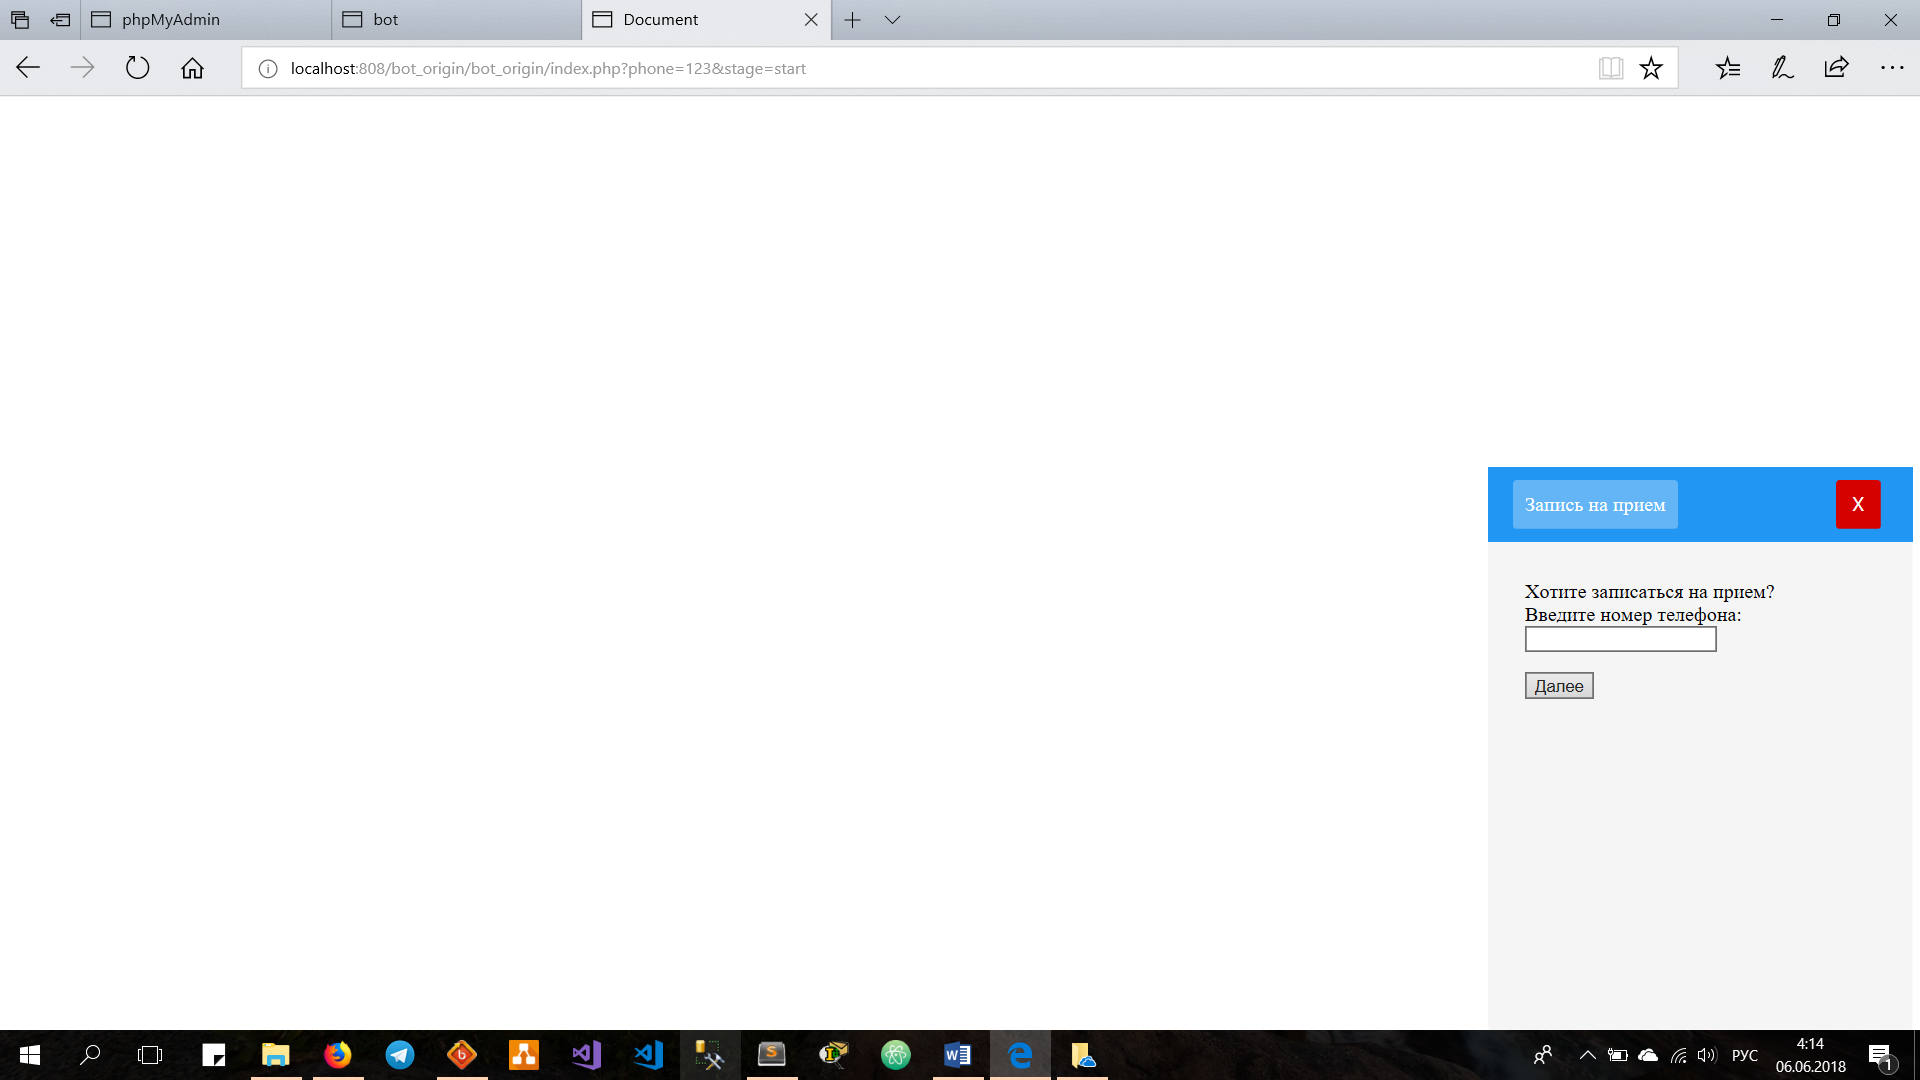 phpMyAdmin
bot
Document
localhost:808/bot_origin/bot_origin/index.php?phone=123&stage=start
Запись на прием
X
Хотите записаться на прием?
Введите номер телефона:
Далее
РУС
4:14
06.06.2018
1